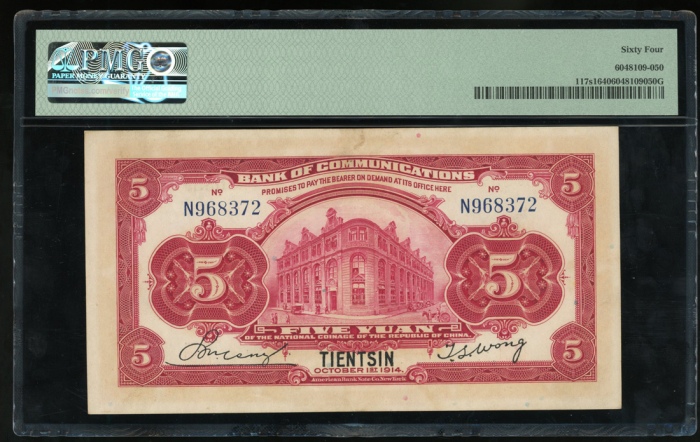 PMG
PAPER MONEY GUARANTY
Sixty Four
6048109-050
117s16406048109050G
BANK OF COMMUNICATIONS
PROMISES TO PAY THE BEARER ON DEMAND AT ITS OFFICE HERE
5 5
Nº Nº
N968372 N968372
5 5
FIVE YUAN
OF THE NATIONAL COINAGE OF THE REPUBLIC OF CHINA.
TIENTSIN
5 5
T.S. Wong
OCTOBER 1ST 1914.
American Bank Note Co. New York.